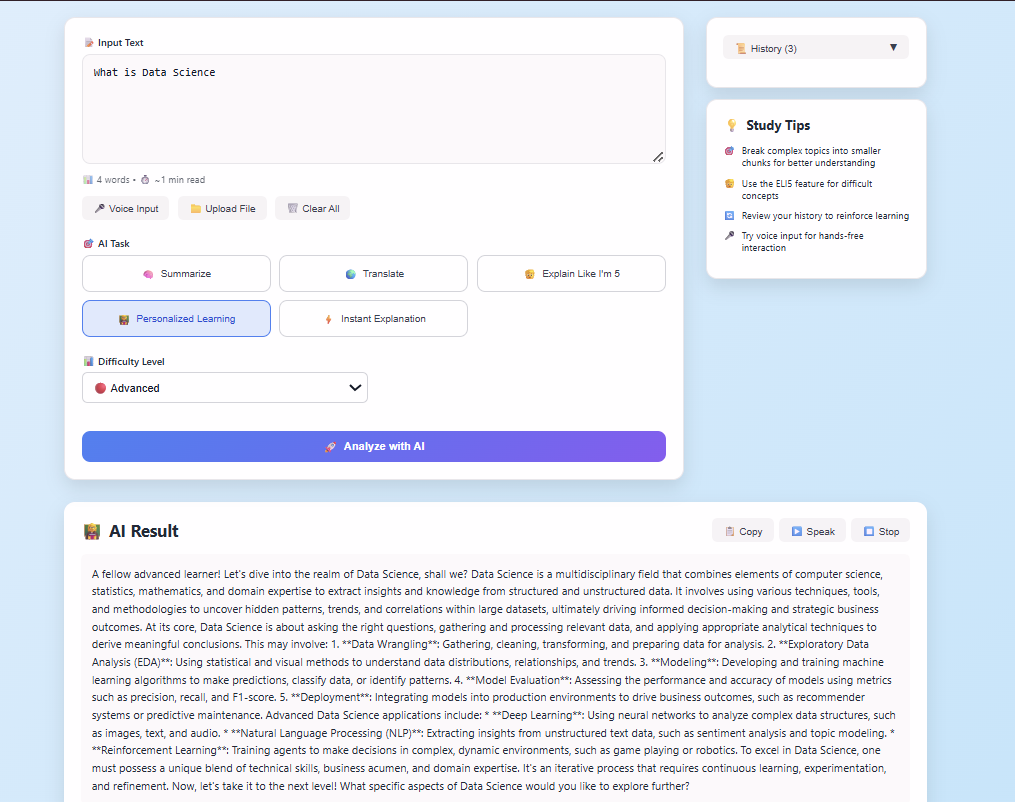 Input Text
What is Data Science
4 words • ~1 min read
Voice Input
Upload File
Clear All
AI Task
Summarize
Translate
Explain Like I'm 5
Personalized Learning
Instant Explanation
Difficulty Level
Advanced
Analyze with AI
History (3)
Study Tips
Break complex topics into smaller
chunks for better understanding
Use the ELI5 feature for difficult
concepts
Review your history to reinforce learning
Try voice input for hands-free
interaction
AI Result
Copy
Speak
Stop
A fellow advanced learner! Let's dive into the realm of Data Science, shall we? Data Science is a multidisciplinary field that combines elements of computer science,
statistics, mathematics, and domain expertise to extract insights and knowledge from structured and unstructured data. It involves using various techniques, tools,
and methodologies to uncover hidden patterns, trends, and correlations within large datasets, ultimately driving informed decision-making and strategic business
outcomes. At its core, Data Science is about asking the right questions, gathering and processing relevant data, and applying appropriate analytical techniques to
derive meaningful conclusions. This may involve: 1. **Data Wrangling**: Gathering, cleaning, transforming, and preparing data for analysis. 2. **Exploratory Data
Analysis (EDA)**: Using statistical and visual methods to understand data distributions, relationships, and trends. 3. **Modeling**: Developing and training machine
learning algorithms to make predictions, classify data, or identify patterns. 4. **Model Evaluation**: Assessing the performance and accuracy of models using metrics
such as precision, recall, and F1-score. 5. **Deployment**: Integrating models into production environments to drive business outcomes, such as recommender
systems or predictive maintenance. Advanced Data Science applications include: * **Deep Learning**: Using neural networks to analyze complex data structures, such
as images, text, and audio. * **Natural Language Processing (NLP)**: Extracting insights from unstructured text data, such as sentiment analysis and topic modeling. *
**Reinforcement Learning**: Training agents to make decisions in complex, dynamic environments, such as game playing or robotics. To excel in Data Science, one
must possess a unique blend of technical skills, business acumen, and domain expertise. It's an iterative process that requires continuous learning, experimentation,
and refinement. Now, let's take it to the next level! What specific aspects of Data Science would you like to explore further?